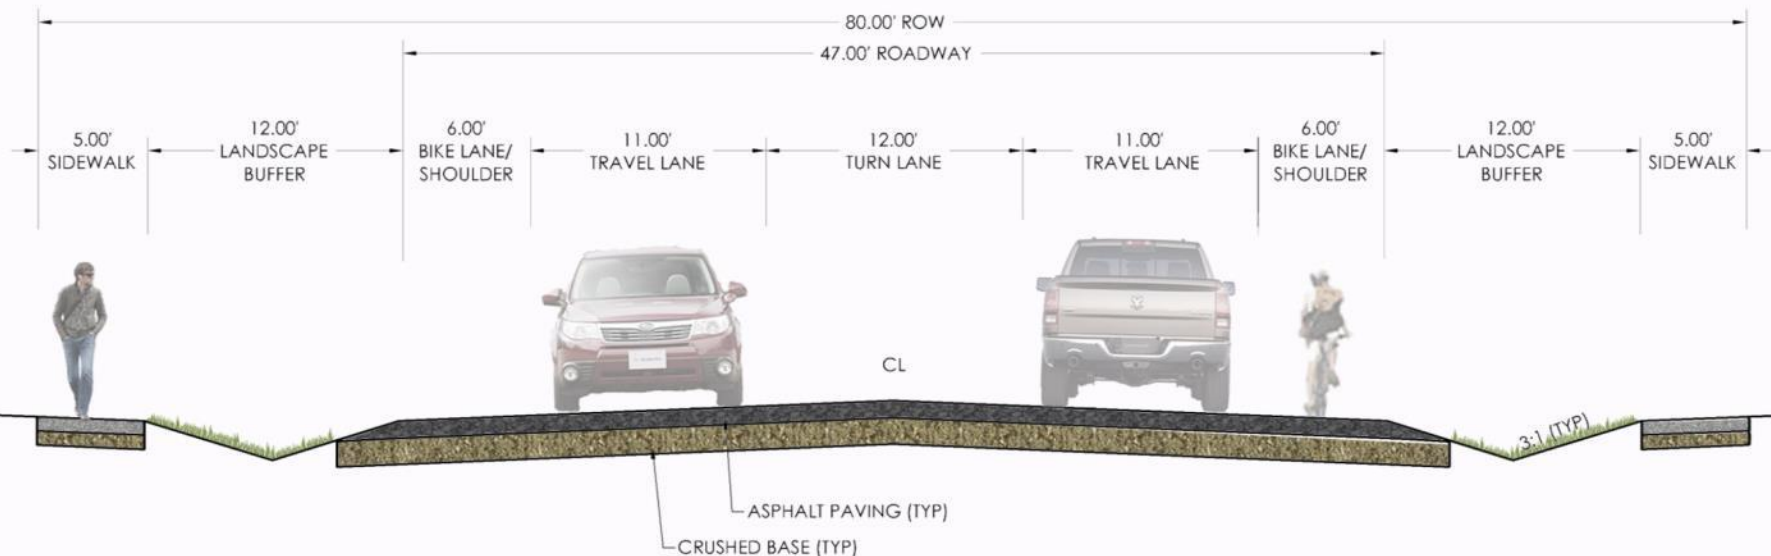 80.00' ROW
47.00' ROADWAY
5.00'
SIDEWALK
12.00'
LANDSCAPE
BUFFER
6.00'
BIKE LANE/
SHOULDER
11.00'
TRAVEL LANE
12.00'
TURN LANE
11.00'
TRAVEL LANE
6.00'
BIKE LANE/
SHOULDER
12.00'
LANDSCAPE
BUFFER
5.00'
SIDEWALK
CL
3:1 (TYP)
ASPHALT PAVING (TYP)
CRUSHED BASE (TYP)